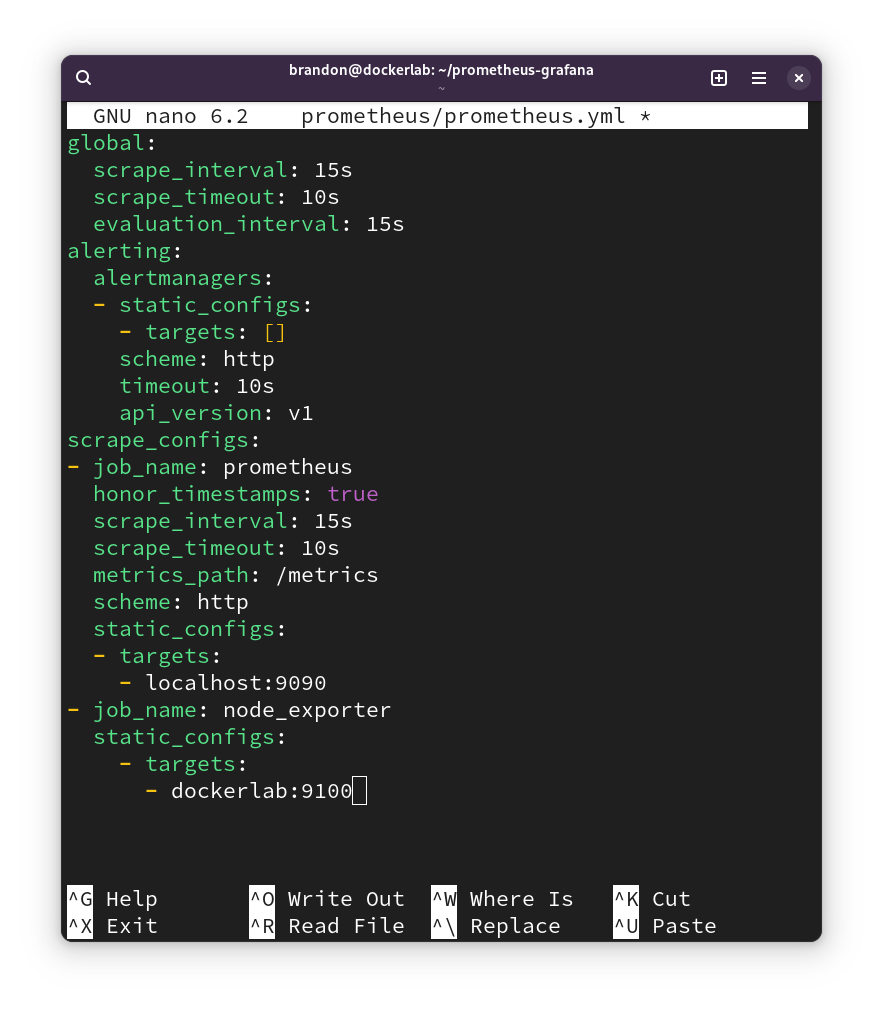 brandon@dockerlab: ~/prometheus-grafana
~
GNU nano 6.2    prometheus/prometheus.yml *
global:
  scrape_interval: 15s
  scrape_timeout: 10s
  evaluation_interval: 15s
alerting:
  alertmanagers:
  - static_configs:
    - targets: []
    scheme: http
    timeout: 10s
    api_version: v1
scrape_configs:
- job_name: prometheus
  honor_timestamps: true
  scrape_interval: 15s
  scrape_timeout: 10s
  metrics_path: /metrics
  scheme: http
  static_configs:
  - targets:
    - localhost:9090
- job_name: node_exporter
  static_configs:
    - targets:
      - dockerlab:9100
^G Help       ^O Write Out  ^W Where Is   ^K Cut
^X Exit       ^R Read File  ^\ Replace    ^U Paste